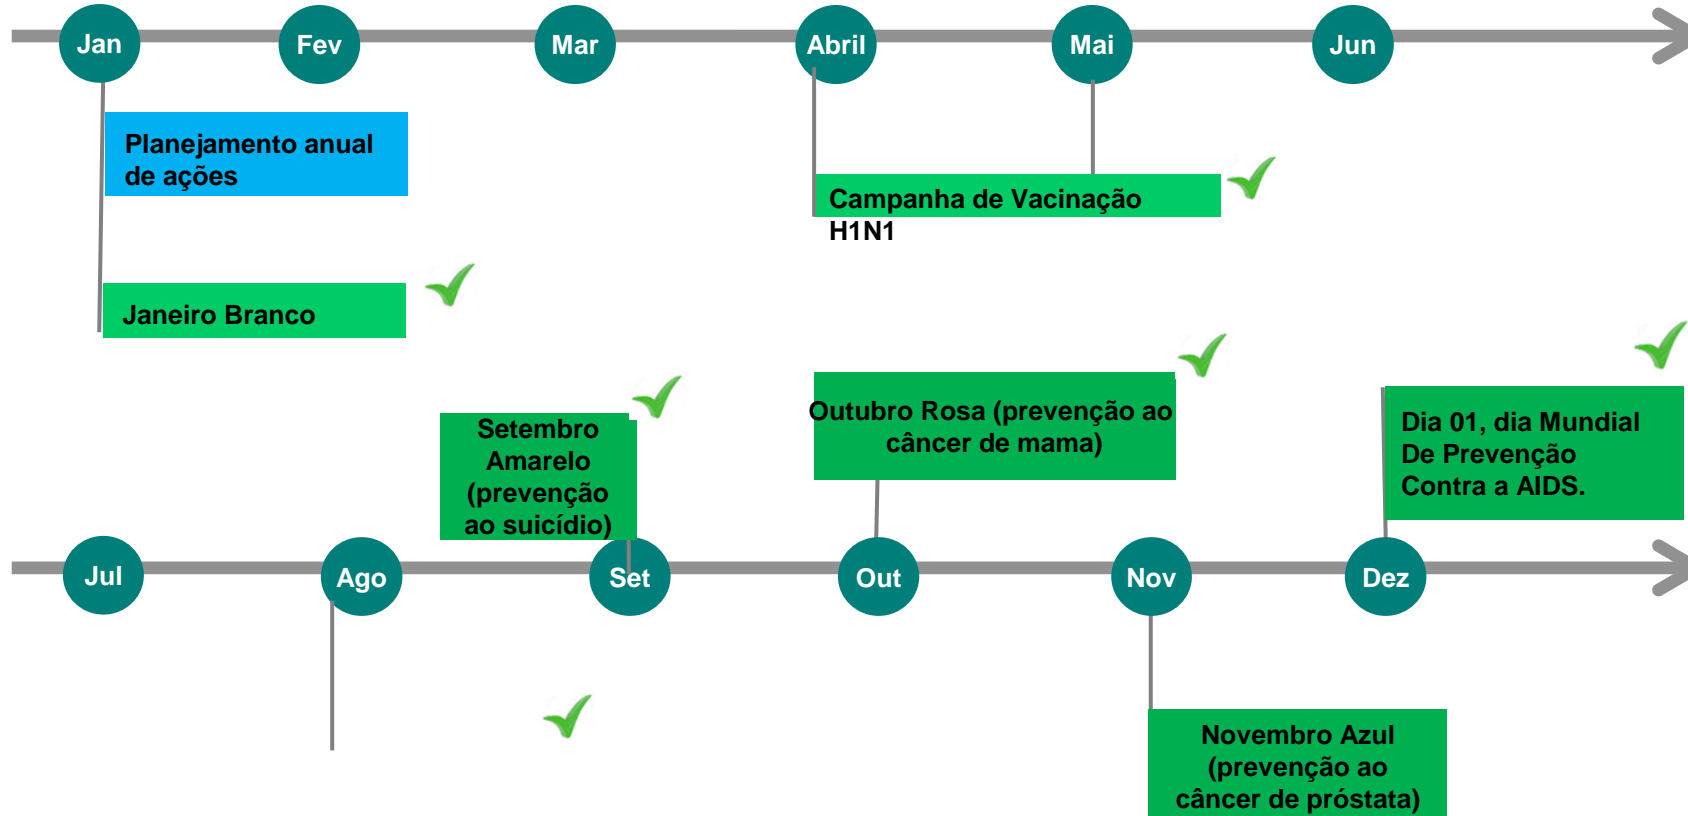 Jan Fev Mar Abril Mai Jun
Planejamento anual
de ações
Campanha de Vacinação
H1N1
Janeiro Branco
Setembro
Amarelo
(prevenção
ao suicídio)
Outubro Rosa (prevenção ao
câncer de mama)
Dia 01, dia Mundial
De Prevenção
Contra a AIDS.
Jul Ago Set Out Nov Dez
Novembro Azul
(prevenção ao
câncer de próstata)